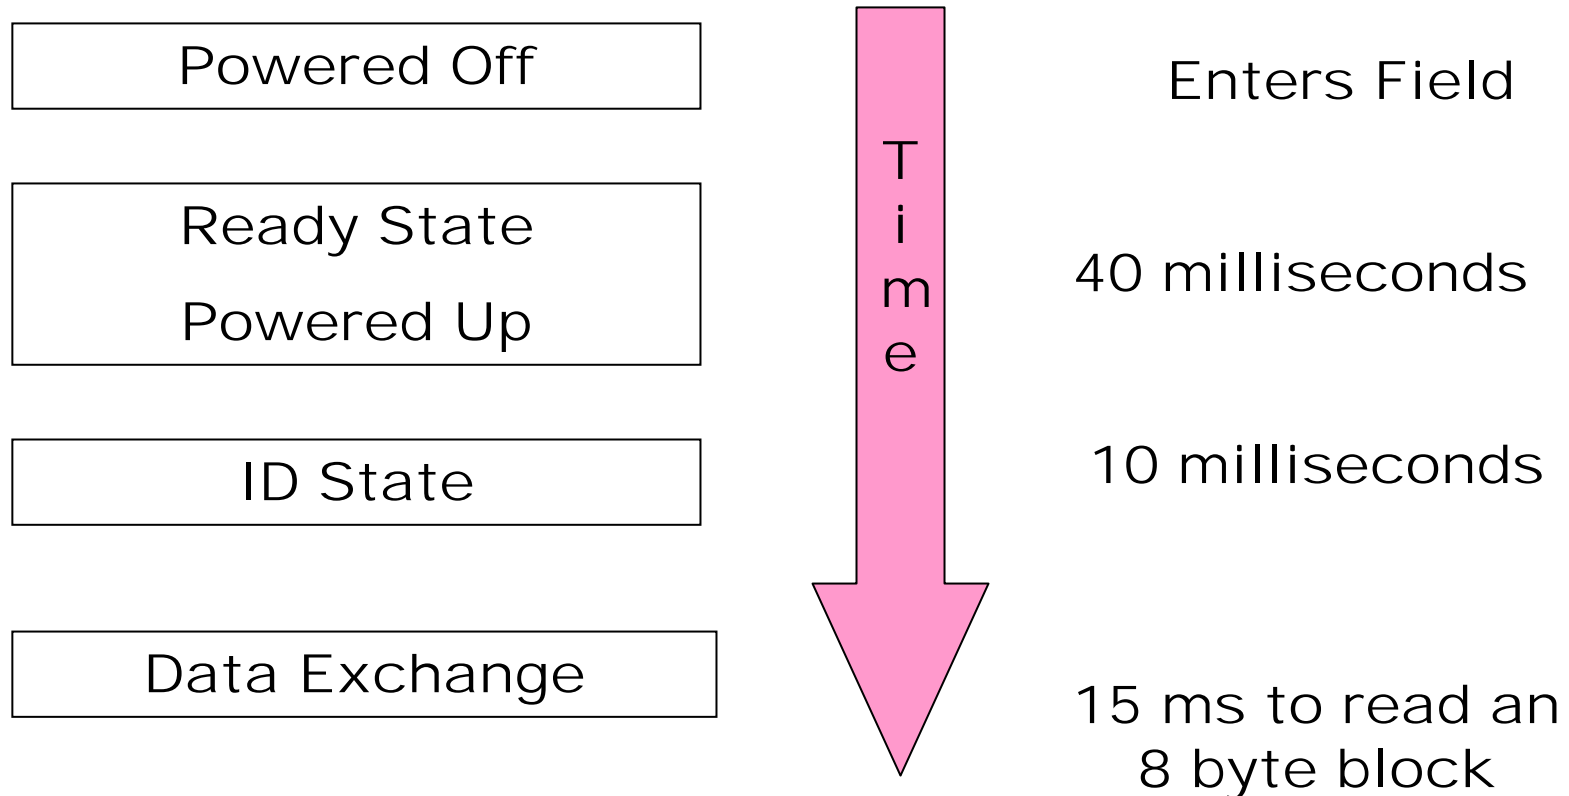 Powered Off
Ready State
Powered Up
ID State
Data Exchange
Time
Enters Field
40 milliseconds
10 milliseconds
15 ms to read an
8 byte block